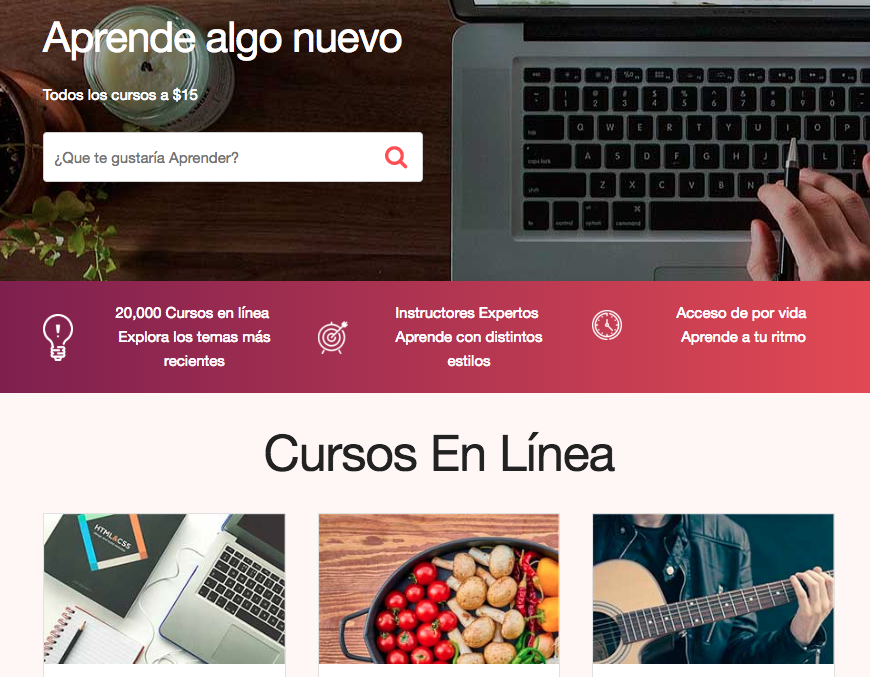 Aprende algo nuevo
Todos los cursos a $15
¿Que te gustaría Aprender?
20,000 Cursos en línea
Explora los temas más
recientes
Instructores Expertos
Aprende con distintos
estilos
Acceso de por vida
Aprende a tu ritmo
Cursos En Línea
HTML&CSS